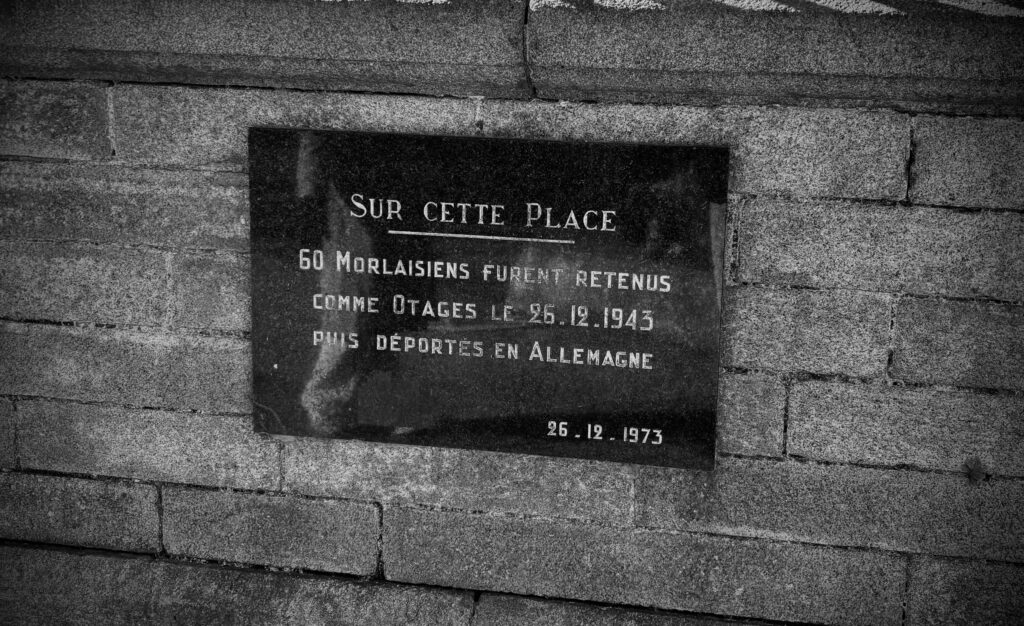 Sur cette Place
60 Morlaisiens furent retenus
comme Otages le 26.12.1943
puis déportés en Allemagne
26.12.1973